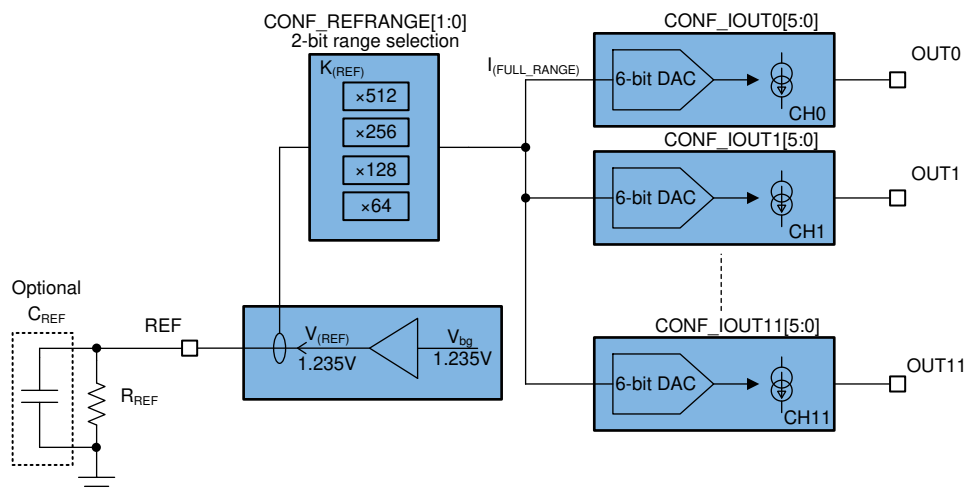 CONF_REFRANGE[1:0]
2-bit range selection
K(REF)
×512
×256
×128
×64
I(FULL_RANGE)
CONF_IOUT0[5:0]
6-bit DAC
CH0
OUT0
CONF_IOUT1[5:0]
6-bit DAC
CH1
OUT1
CONF_IOUT11[5:0]
6-bit DAC
CH11
OUT11
Optional
CREF
REF
RREF
V(REF)
1.235V
Vbg
1.235V